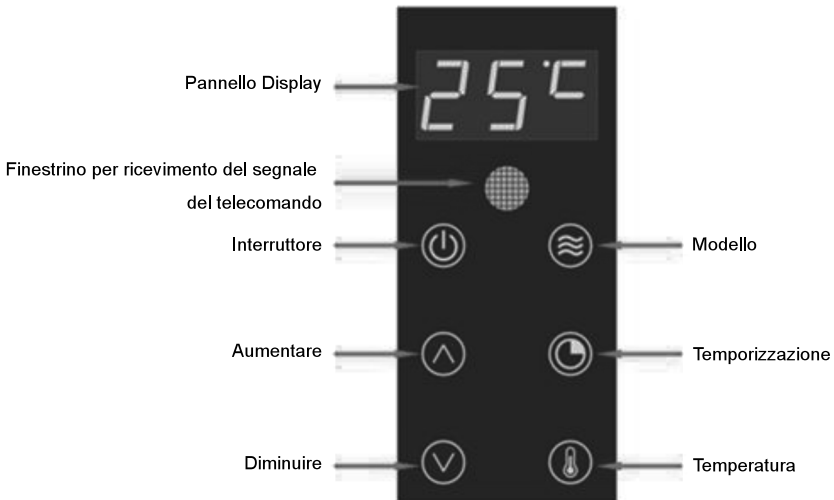 25°C
Pannello Display
Finestrino per ricevimento del segnale
del telecomando
Interruttore
Modello
Aumentare
Temporizzazione
Diminuire
Temperatura